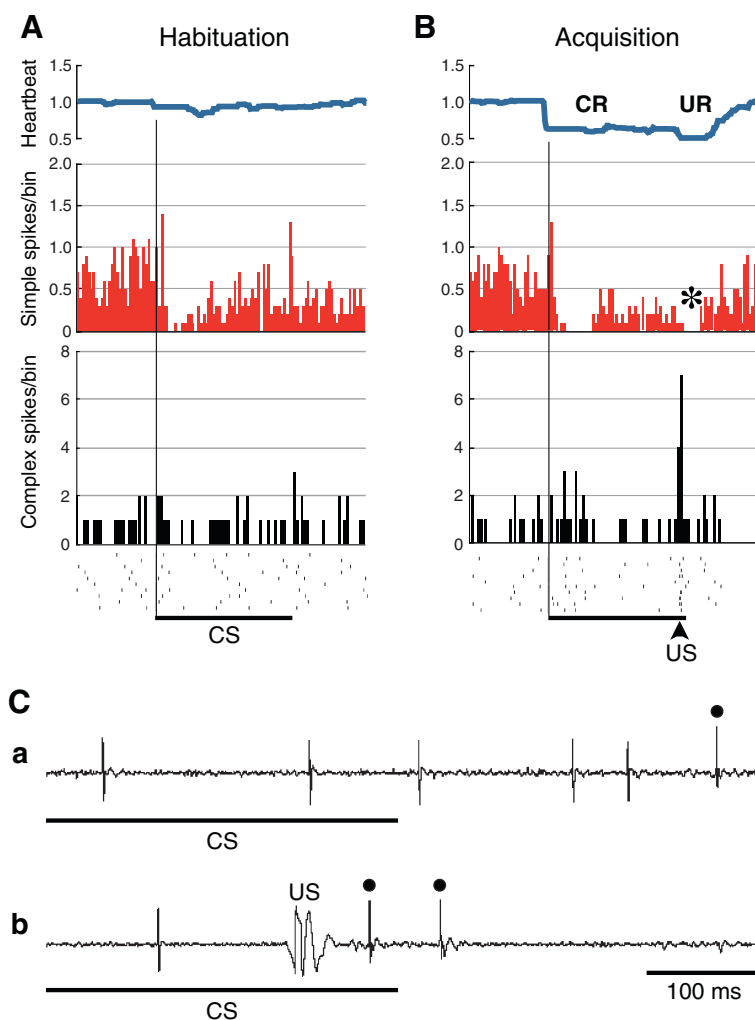 A Habituation
B Acquisition
Heartbeat
1.5
1.0
0.5
1.5
1.0
0.5
CR UR
Simple spikes/bin
2.0
1.5
1.0
0.5
0
2.0
1.5
1.0
0.5
0
*
Complex spikes/bin
8
6
4
2
0
8
6
4
2
0
CS
US
C
a
CS
b
US
CS
100 ms